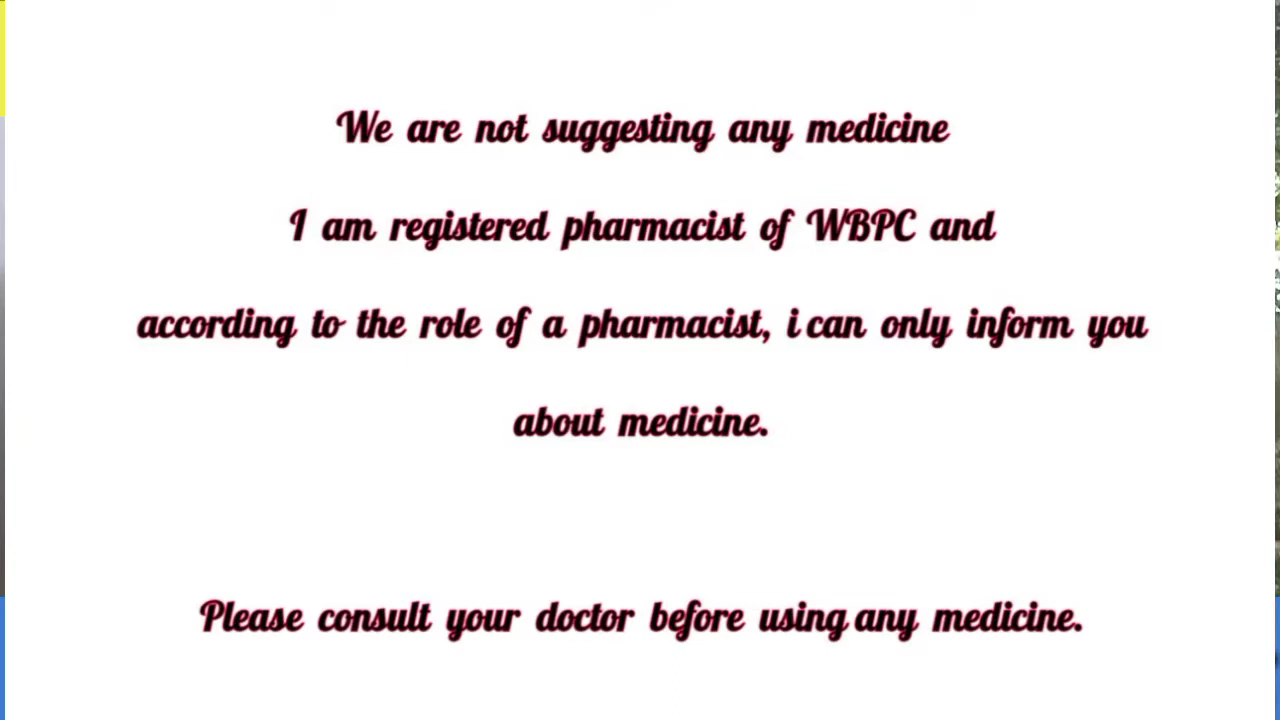 We are not suggesting any medicine
I am registered pharmacist of WBPC and
according to the role of a pharmacist, i can only inform you
about medicine.
Please consult your doctor before using any medicine.